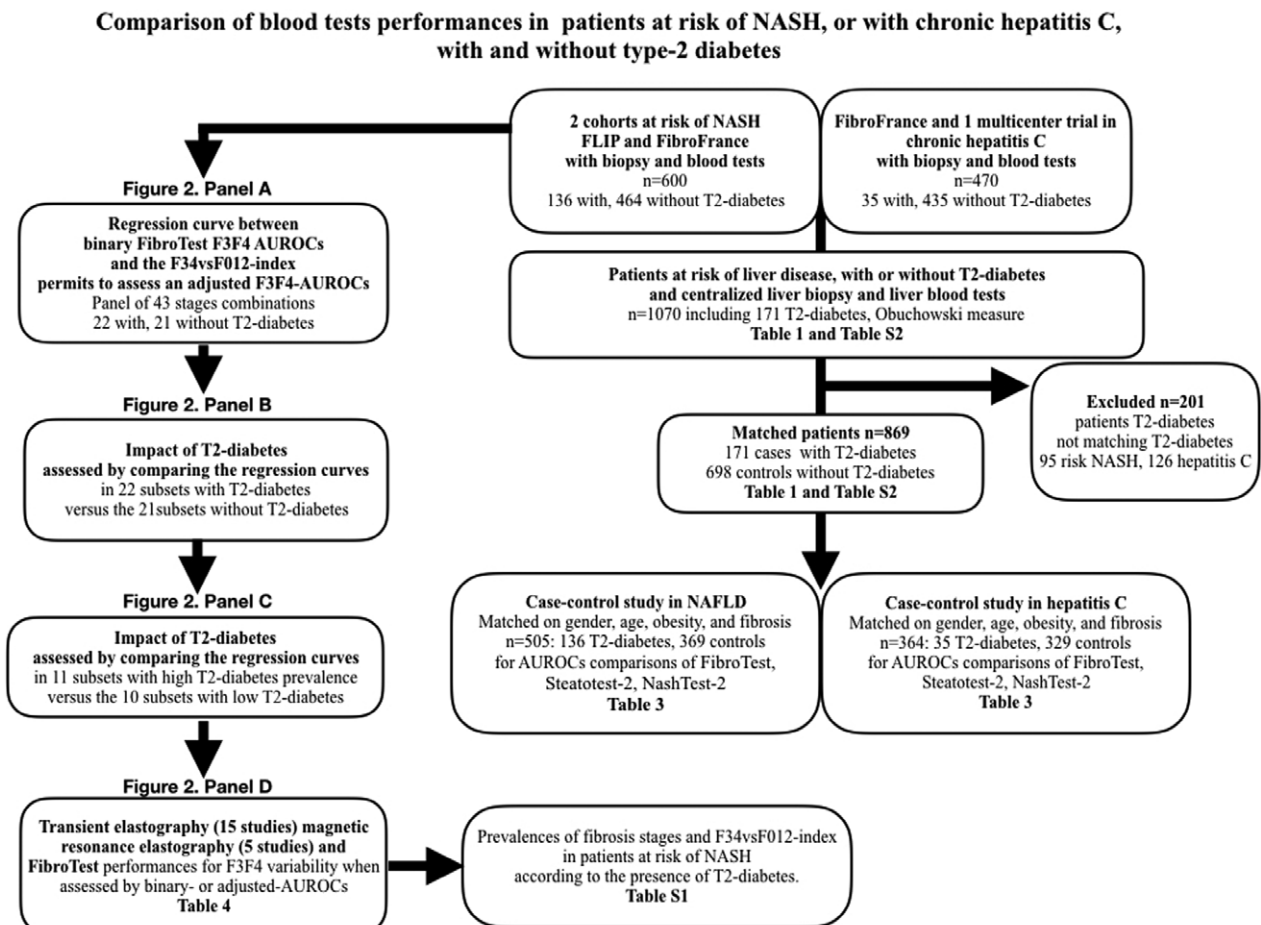 Comparison of blood tests performances in patients at risk of NASH, or with chronic hepatitis C,
with and without type-2 diabetes
2 cohorts at risk of NASH
FLIP and FibroFrance
with biopsy and blood tests
n=600
136 with, 464 without T2-diabetes
FibroFrance and 1 multicenter trial in
chronic hepatitis C
with biopsy and blood tests
n=470
35 with, 435 without T2-diabetes
Figure 2. Panel A
Regression curve between
binary FibroTest F3F4 AUROCs
and the F34vsF012-index
permits to assess an adjusted F3F4-AUROCs
Panel of 43 stages combinations
22 with, 21 without T2-diabetes
Patients at risk of liver disease, with or without T2-diabetes
and centralized liver biopsy and liver blood tests
n=1070 including 171 T2-diabetes, Obuchowski measure
Table 1 and Table S2
Excluded n=201
patients T2-diabetes
not matching T2-diabetes
95 risk NASH, 126 hepatitis C
Figure 2. Panel B
Impact of T2-diabetes
assessed by comparing the regression curves
in 22 subsets with T2-diabetes
versus the 21subsets without T2-diabetes
Matched patients n=869
171 cases with T2-diabetes
698 controls without T2-diabetes
Table 1 and Table S2
Figure 2. Panel C
Impact of T2-diabetes
assessed by comparing the regression curves
in 11 subsets with high T2-diabetes prevalence
versus the 10 subsets with low T2-diabetes
Case-control study in NAFLD
Matched on gender, age, obesity, and fibrosis
n=505: 136 T2-diabetes, 369 controls
for AUROCs comparisons of FibroTest,
Steatotest-2, NashTest-2
Table 3
Case-control study in hepatitis C
Matched on gender, age, obesity, and fibrosis
n=364: 35 T2-diabetes, 329 controls
for AUROCs comparisons of FibroTest,
Steatotest-2, NashTest-2
Table 3
Figure 2. Panel D
Transient elastography (15 studies) magnetic
resonance elastography (5 studies) and
FibroTest performances for F3F4 variability when
assessed by binary- or adjusted-AUROCs
Table 4
Prevalences of fibrosis stages and F34vsF012-index
in patients at risk of NASH
according to the presence of T2-diabetes.
Table S1